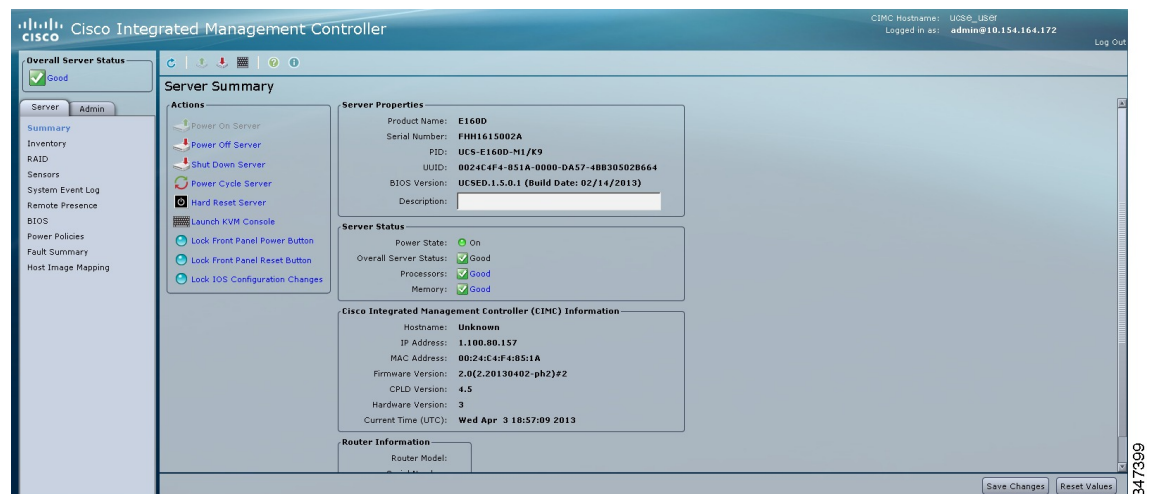 CISCO Cisco Integrated Management Controller
CIMC Hostname: ucse_user
Logged in as: admin@10.154.164.172
Log Out
Overall Server Status
Good
Server Admin
Summary
Inventory
RAID
Sensors
System Event Log
Remote Presence
BIOS
Power Policies
Fault Summary
Host Image Mapping
Server Summary
Actions
Power On Server
Power Off Server
Shut Down Server
Power Cycle Server
Hard Reset Server
Launch KVM Console
Lock Front Panel Power Button
Lock Front Panel Reset Button
Lock IOS Configuration Changes
Server Properties
Product Name: E160D
Serial Number: FHH1615002A
PID: UCS-E160D-M1/K9
UUID: 0024C4F4-851A-0000-DA57-4BB30502B664
BIOS Version: UCSED.1.5.0.1 (Build Date: 02/14/2013)
Description:
Server Status
Power State: On
Overall Server Status: Good
Processors: Good
Memory: Good
Cisco Integrated Management Controller (CIMC) Information
Hostname: Unknown
IP Address: 1.100.80.157
MAC Address: 00:24:C4:F4:85:1A
Firmware Version: 2.0(2.20130402-ph2)#2
CPLD Version: 4.5
Hardware Version: 3
Current Time (UTC): Wed Apr 3 18:57:09 2013
Router Information
Router Model:
Save Changes Reset Values
347399